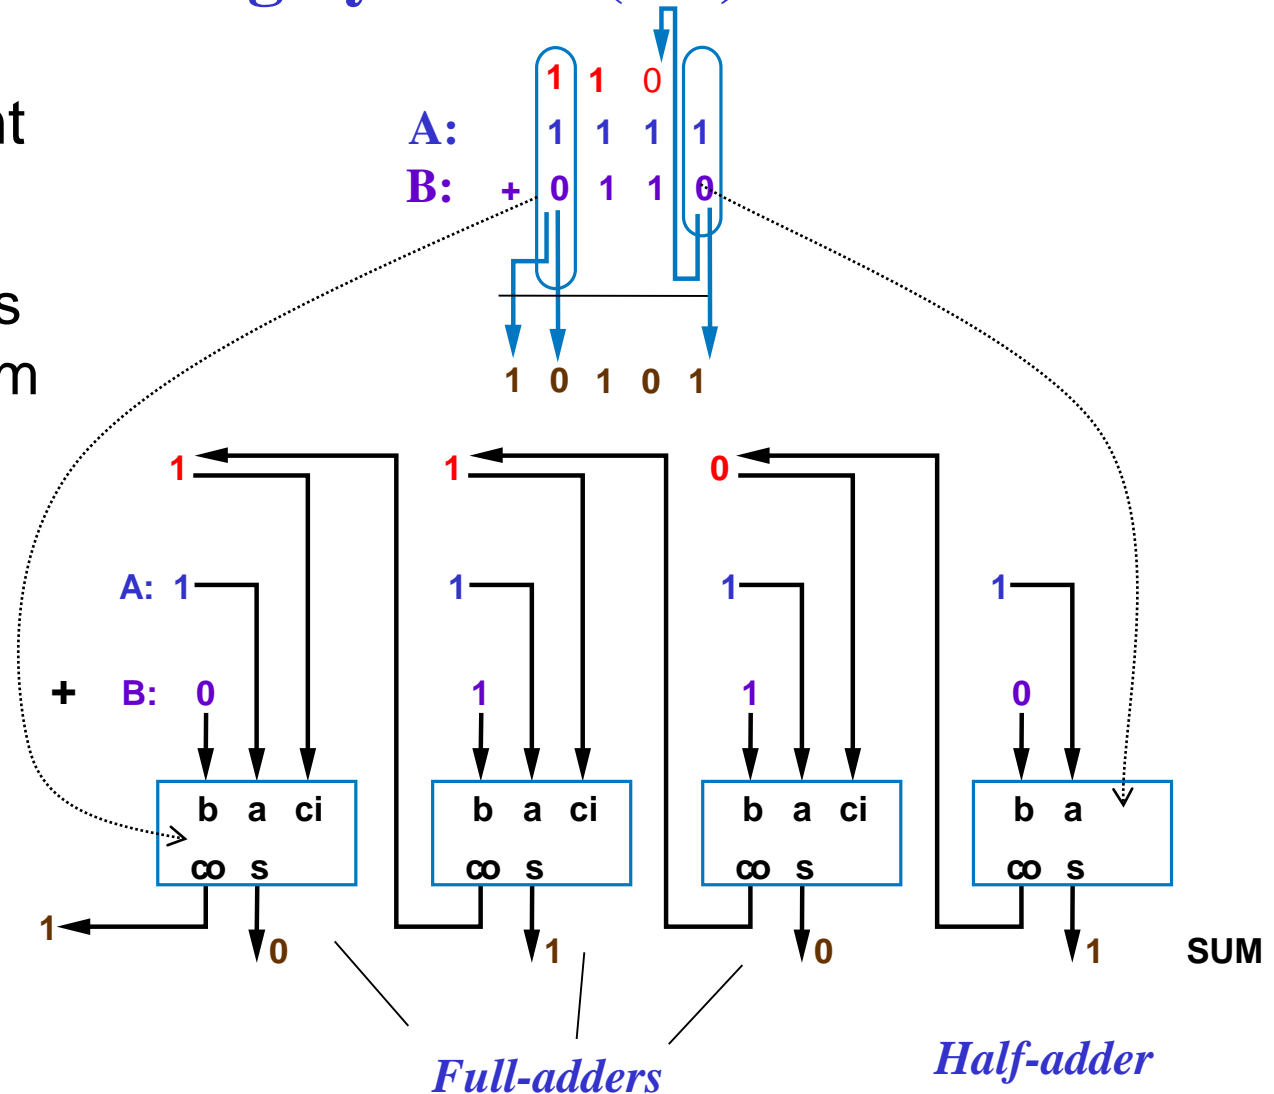 1 1 0
A: 1 1 1 1
B: + 0 1 1 0
1 0 1 0 1
1 1 0
A: 1 1 1 1
+ B: 0 1 1 0
b a ci b a ci b a ci b a
co s co s co s co s
1 0 1 0 1 SUM
Full-adders Half-adder